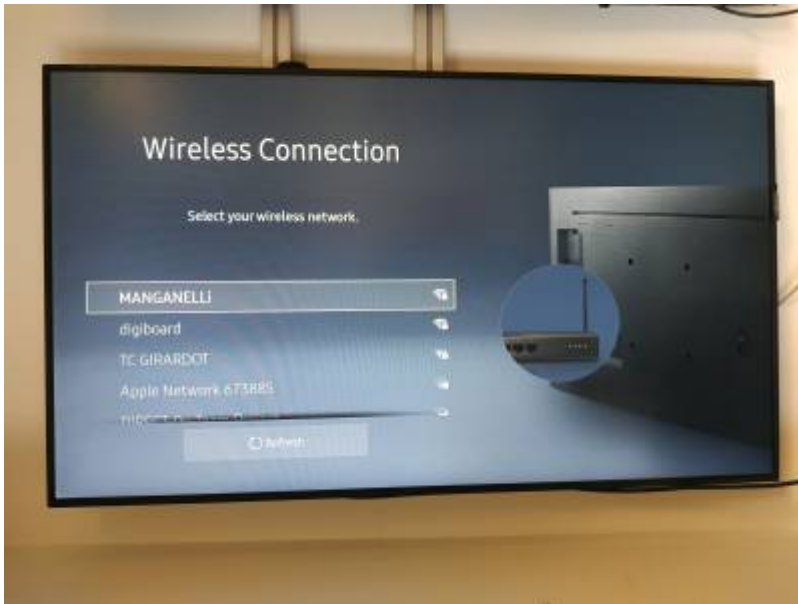 Wireless Connection
Select your wireless network.
MANGANELLI
digiboard
TC GIRARDOT
Apple Network 673885
Refresh